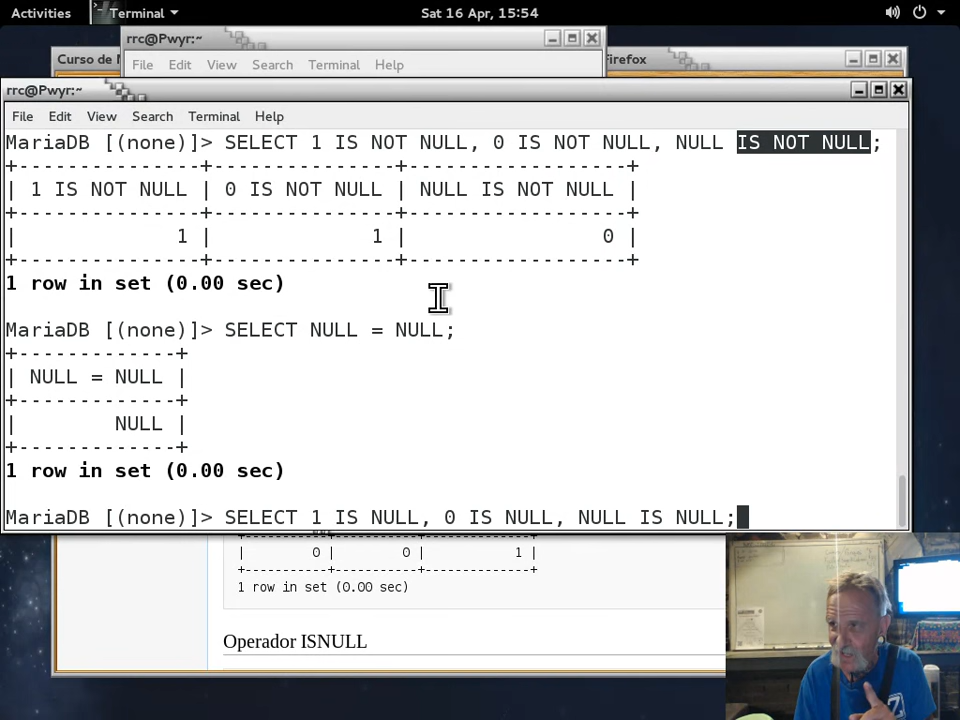 Activities Terminal Sat 16 Apr, 15:54
rrc@Pwyr:~
File Edit View Search Terminal Help
Curso de
Firefox
rrc@Pwyr:~
File Edit View Search Terminal Help
MariaDB [(none)]> SELECT 1 IS NOT NULL, 0 IS NOT NULL, NULL IS NOT NULL;
+---------------+---------------+------------------+
| 1 IS NOT NULL | 0 IS NOT NULL | NULL IS NOT NULL |
+---------------+---------------+------------------+
|             1 |             1 |                0 |
+---------------+---------------+------------------+
1 row in set (0.00 sec)
MariaDB [(none)]> SELECT NULL = NULL;
+-------------+
| NULL = NULL |
+-------------+
|        NULL |
+-------------+
1 row in set (0.00 sec)
MariaDB [(none)]> SELECT 1 IS NULL, 0 IS NULL, NULL IS NULL;
+-----------+-----------+--------------+
|         0 |         0 |            1 |
+-----------+-----------+--------------+
1 row in set (0.00 sec)
Operador ISNULL